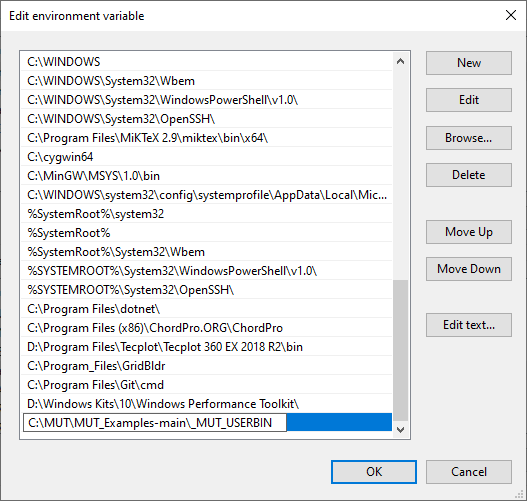 Edit environment variable
C:\WINDOWS
C:\WINDOWS\System32\Wbem
C:\WINDOWS\System32\WindowsPowerShell\v1.0\
C:\WINDOWS\System32\OpenSSH\
C:\Program Files\MiKTeX 2.9\miktex\bin\x64\
C:\cygwin64
C:\MinGW\MSYS\1.0\bin
C:\WINDOWS\system32\config\systemprofile\AppData\Local\Mic...
%SystemRoot%\system32
%SystemRoot%
%SystemRoot%\System32\Wbem
%SYSTEMROOT%\System32\WindowsPowerShell\v1.0\
%SYSTEMROOT%\System32\OpenSSH\
C:\Program Files\dotnet\
C:\Program Files (x86)\ChordPro.ORG\ChordPro
D:\Program Files\Tecplot\Tecplot 360 EX 2018 R2\bin
C:\Program_Files\GridBldr
C:\Program Files\Git\cmd
D:\Windows Kits\10\Windows Performance Toolkit\
C:\MUT\MUT_Examples-main\_MUT_USERBIN
New
Edit
Browse...
Delete
Move Up
Move Down
Edit text...
OK
Cancel